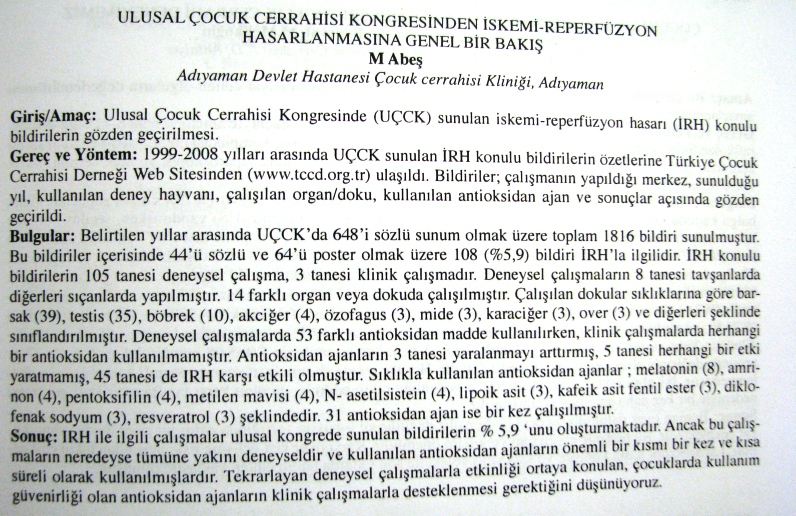 ULUSAL ÇOCUK CERRAHİSİ KONGRESİNDEN İSKEMİ-REPERFÜZYON
HASARLANMASINA GENEL BİR BAKIŞ
M Abeş
Adıyaman Devlet Hastanesi Çocuk cerrahisi Kliniği, Adıyaman
Giriş/Amaç: Ulusal Çocuk Cerrahisi Kongresinde (UÇCK) sunulan iskemi-reperfüzyon hasarı (İRH) konulu
bildirilerin gözden geçirilmesi.
Gereç ve Yöntem: 1999-2008 yılları arasında UÇCK sunulan İRH konulu bildirilerin özetlerine Türkiye Çocuk
Cerrahisi Derneği Web Sitesinden (www.tccd.org.tr) ulaşıldı. Bildiriler; çalışmanın yapıldığı merkez, sunulduğu
yıl, kullanılan deney hayvanı, çalışılan organ/doku, kullanılan antioksidan ajan ve sonuçlar açısında gözden
geçirildi.
Bulgular: Belirtilen yıllar arasında UÇCK'da 648'i sözlü sunum olmak üzere toplam 1816 bildiri sunulmuştur.
Bu bildiriler içerisinde 44'ü sözlü ve 64'ü poster olmak üzere 108 (%5,9) bildiri İRH'la ilgilidir. İRH konulu
bildirilerin 105 tanesi deneysel çalışma, 3 tanesi klinik çalışmadır. Deneysel çalışmaların 8 tanesi tavşanlarda
diğerleri sıçanlarda yapılmıştır. 14 farklı organ veya dokuda çalışılmıştır. Çalışılan dokular sıklıklarına göre bar-
sak (39), testis (35), böbrek (10), akciğer (4), özofagus (3), mide (3), karaciğer (3), over (3) ve diğerleri şeklinde
sınıflandırılmıştır. Deneysel çalışmalarda 53 farklı antioksidan madde kullanılırken, klinik çalışmalarda herhangi
bir antioksidan kullanılmamıştır. Antioksidan ajanların 3 tanesi yaralanmayı arttırmış, 5 tanesi herhangi bir etki
yaratmamış, 45 tanesi de IRH karşı etkili olmuştur. Sıklıkla kullanılan antioksidan ajanlar ; melatonin (8), amri-
non (4), pentoksifilin (4), metilen mavisi (4), N- asetilsistein (4), lipoik asit (3), kafeik asit fentil ester (3), diklo-
fenak sodyum (3), resveratrol (3) şeklindedir. 31 antioksidan ajan ise bir kez çalışılmıştır.
Sonuç: IRH ile ilgili çalışmalar ulusal kongrede sunulan bildirilerin % 5,9 'unu oluşturmaktadır. Ancak bu çalış-
maların neredeyse tümüne yakını deneyseldir ve kullanılan antioksidan ajanların önemli bir kısmı bir kez ve kısa
süreli olarak kullanılmışlardır. Tekrarlayan deneysel çalışmalarla etkinliği ortaya konulan, çocuklarda kullanım
güvenirliği olan antioksidan ajanların klinik çalışmalarla desteklenmesi gerektiğini düşünüyoruz.